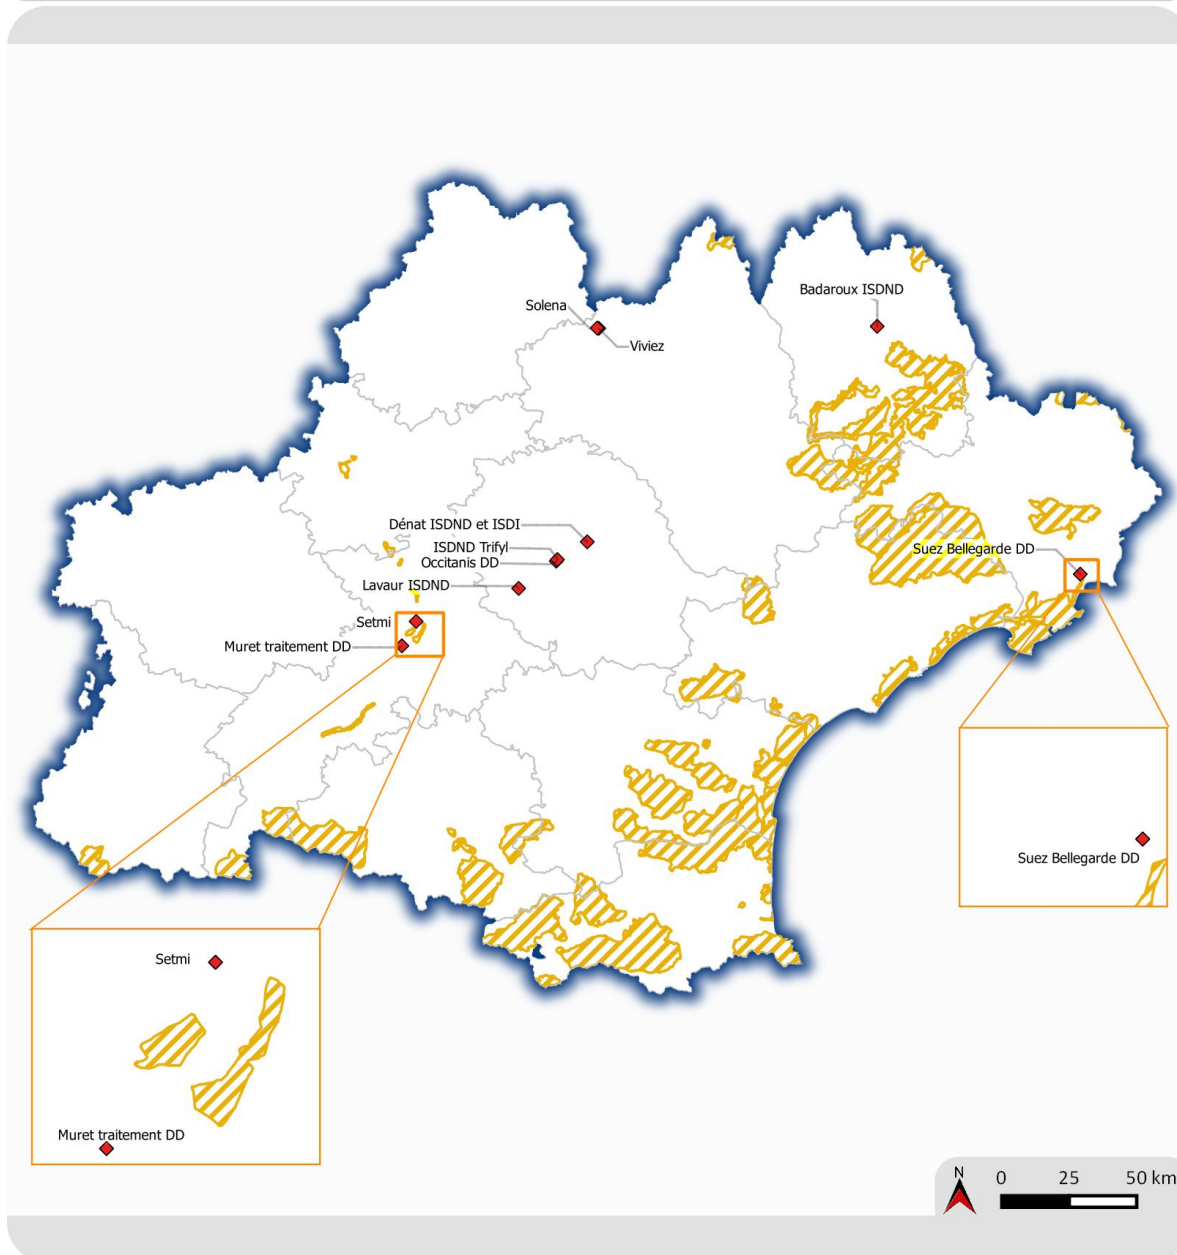 Badaroux ISDND
Solena
Viviez
Dénat ISDND et ISDI
ISDND Trifyl
Occitanis DD
Suez Bellegarde DD
Lavaur ISDND
Setmi
Muret traitement DD
Suez Bellegarde DD
Setmi
Muret traitement DD
N
0 25 50 km